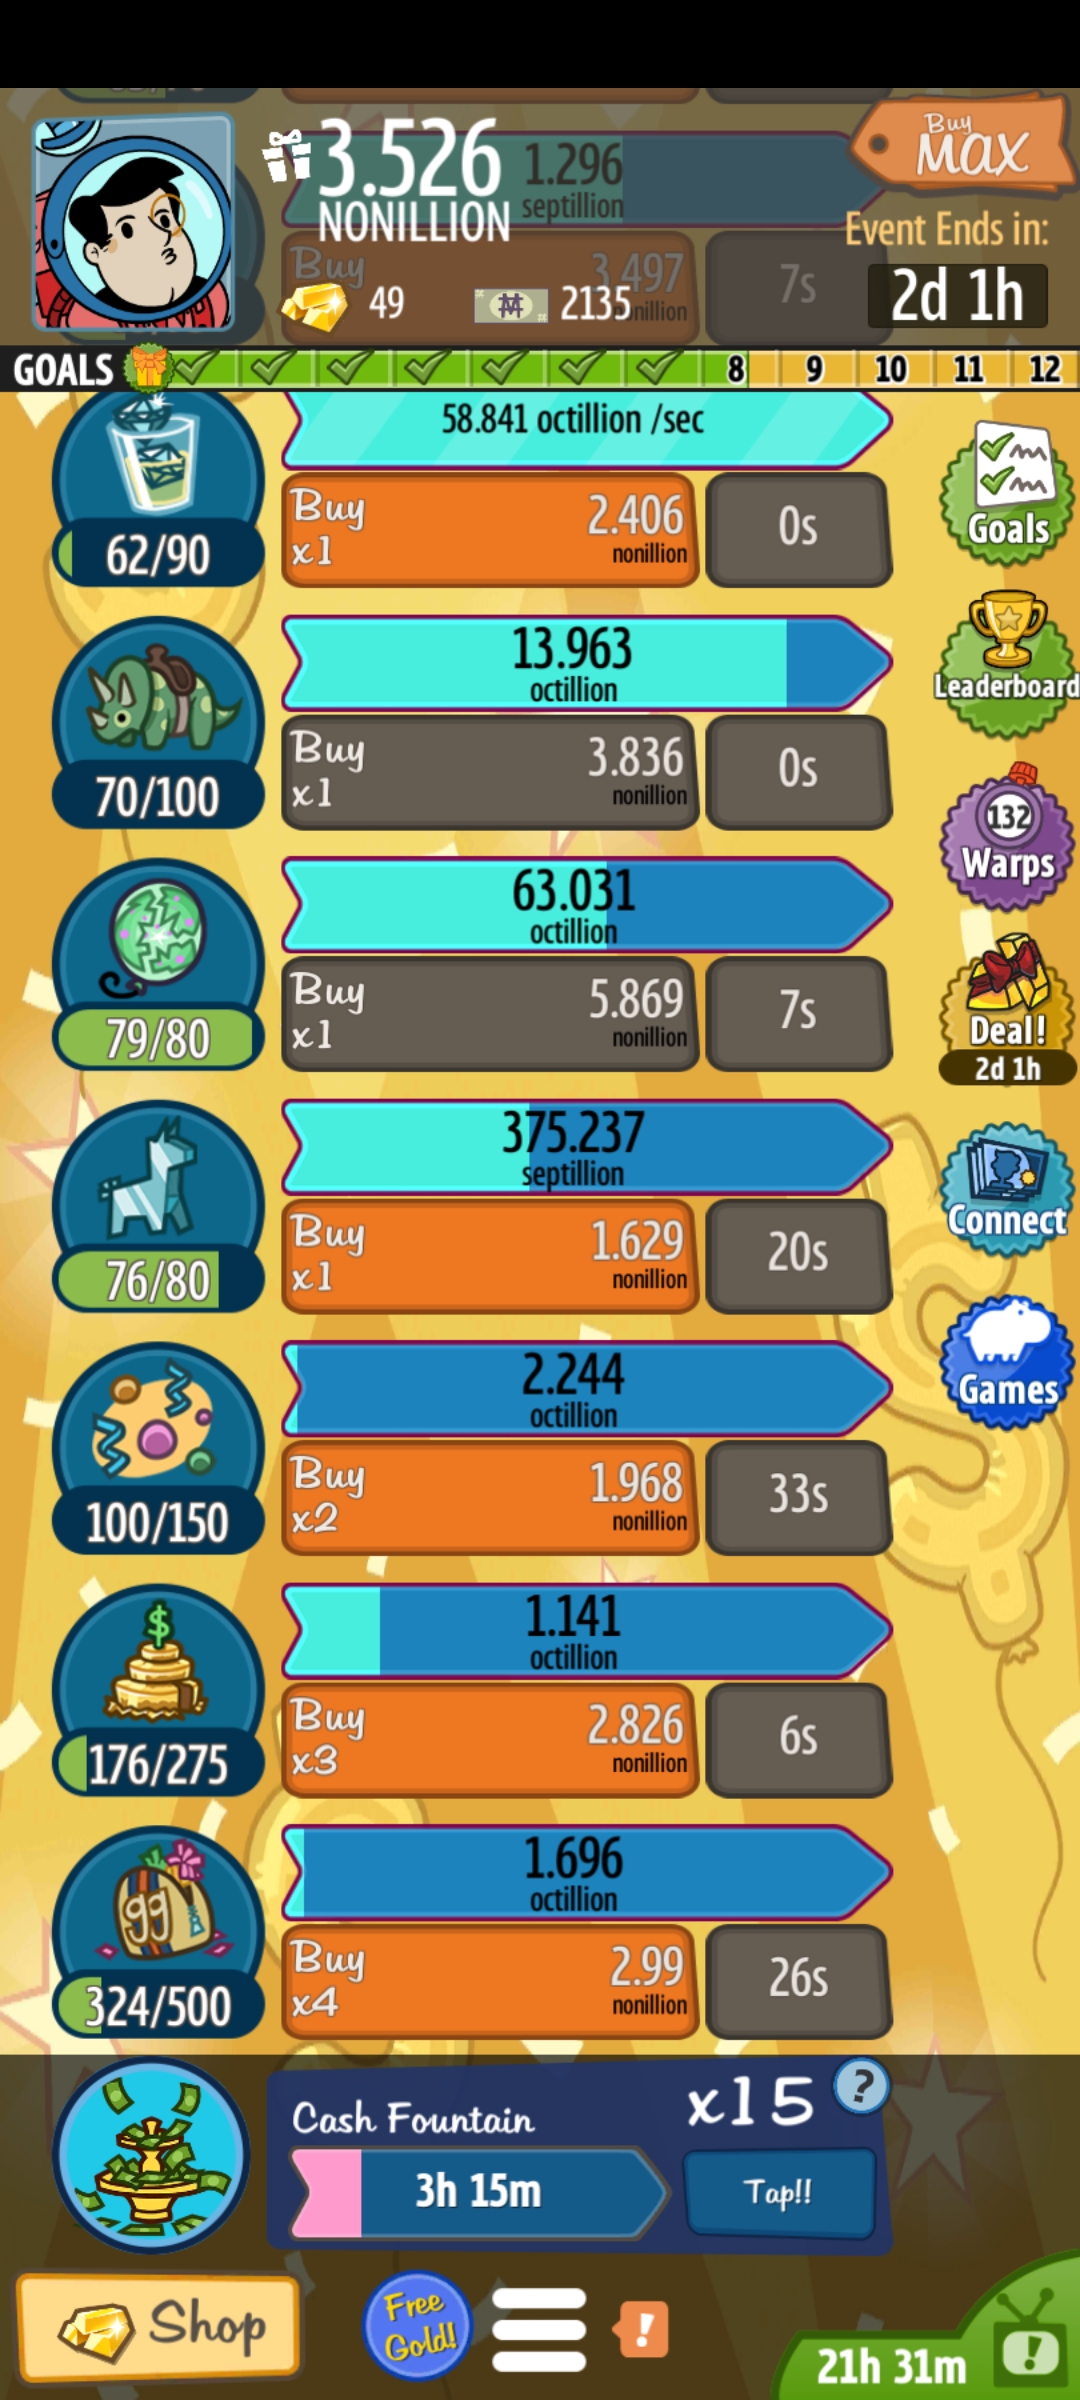 3.526
NONILLION
1.296
septillion
Buy
MAX
Event Ends in:
2d 1h
Buy
3.497
7s
49
2135
GOALS
8
9
10
11
12
58.841 octillion /sec
Buy
x1
2.406
nonillion
0s
62/90
Goals
13.963
octillion
Buy
x1
3.836
nonillion
0s
70/100
Leaderboard
63.031
octillion
Buy
x1
5.869
nonillion
7s
79/80
132
Warps
Deal!
2d 1h
375.237
septillion
Buy
x1
1.629
nonillion
20s
76/80
Connect
2.244
octillion
Buy
x2
1.968
nonillion
33s
100/150
Games
$
1.141
octillion
Buy
x3
2.826
nonillion
6s
176/275
99
1.696
octillion
Buy
x4
2.99
nonillion
26s
324/500
Cash Fountain
x15
?
3h 15m
Tap!!
Shop
Free
Gold!
!
21h 31m
!